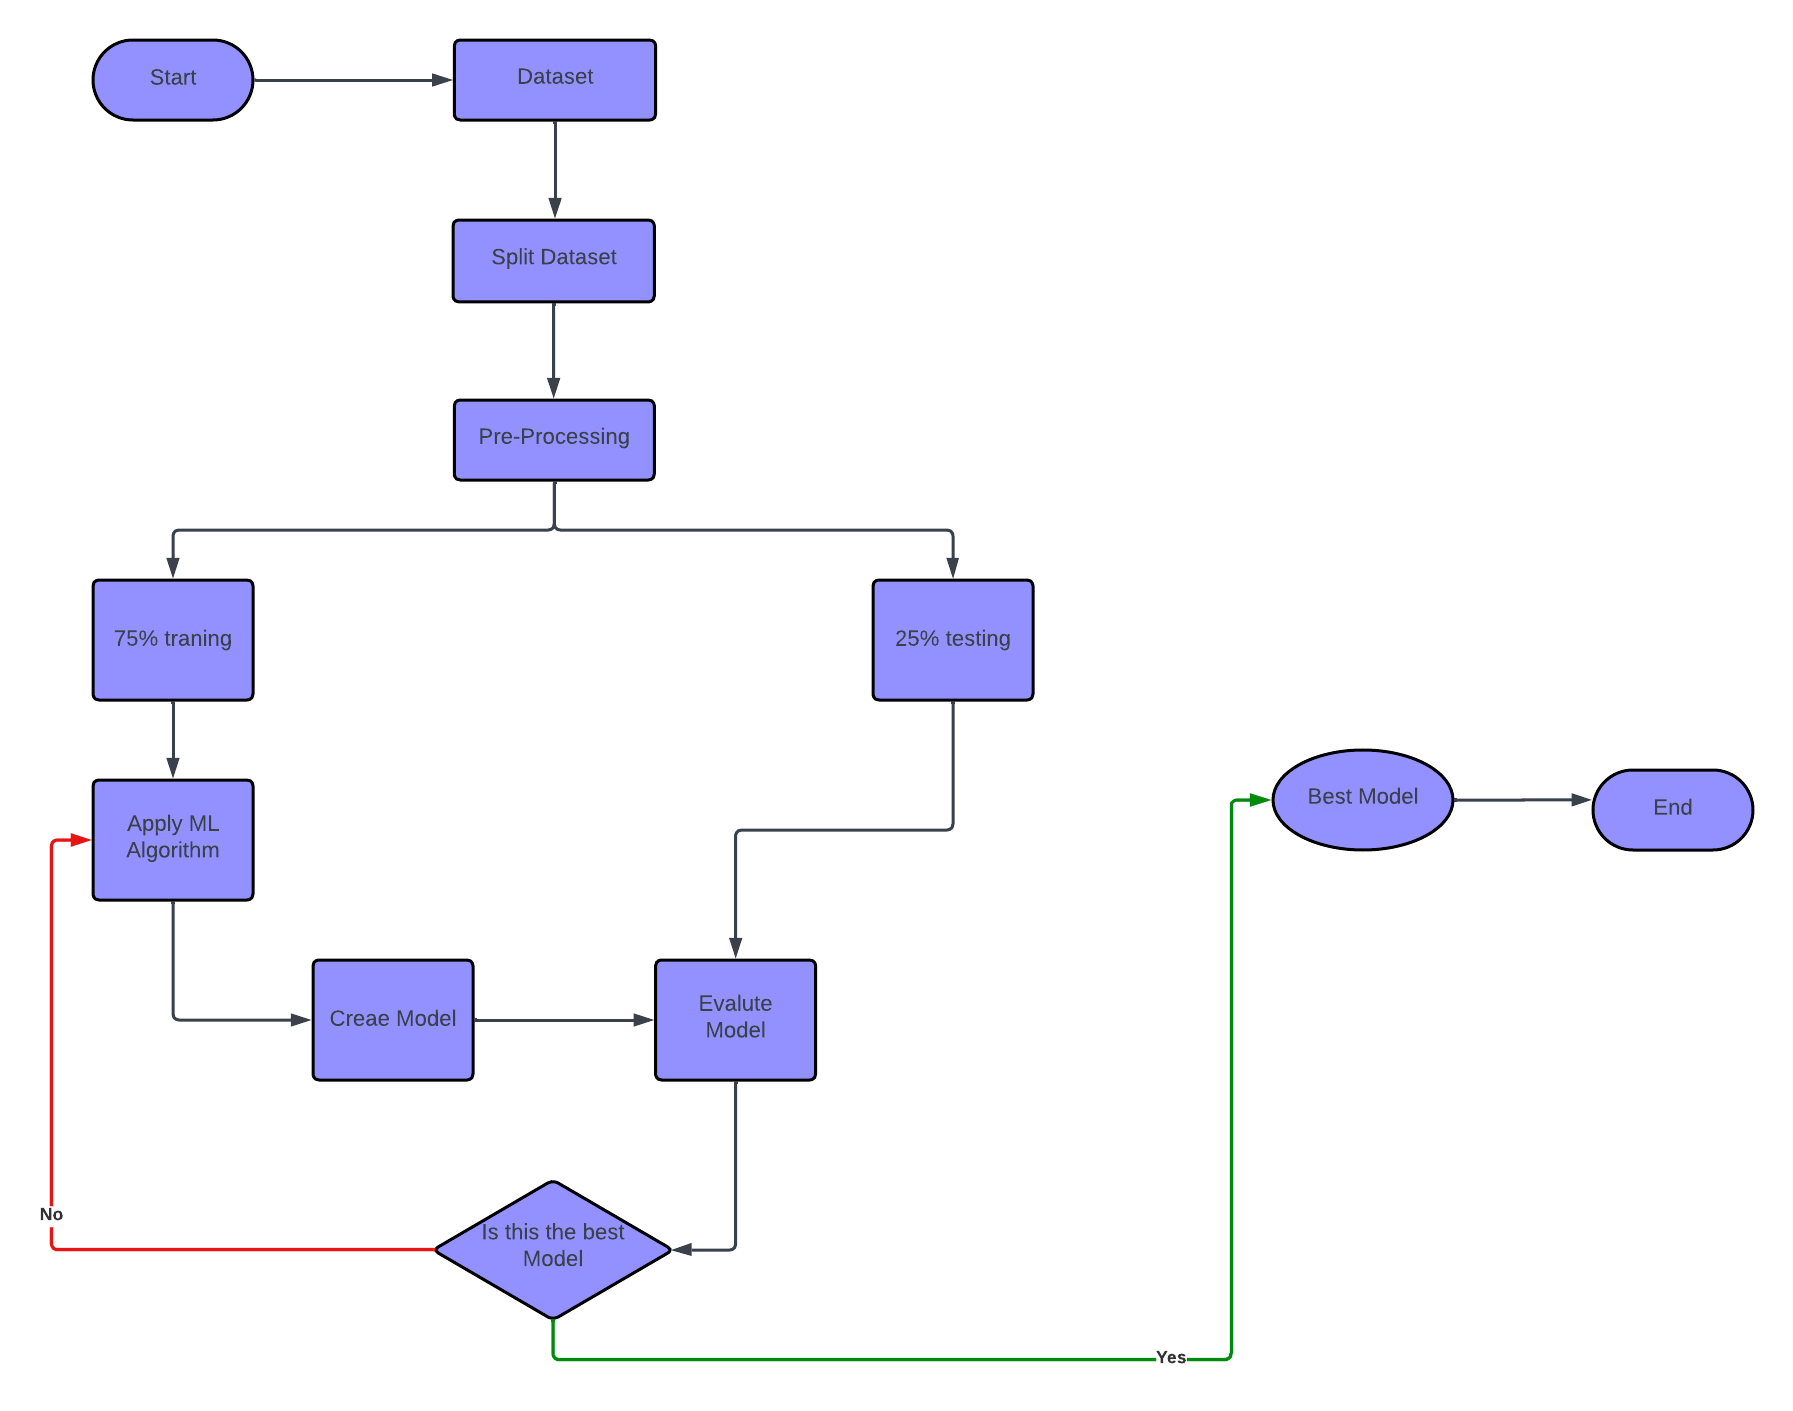 Start
Dataset
Split Dataset
Pre-Processing
75% traning
25% testing
Apply ML
Algorithm
Best Model
End
Creae Model
Evalute
Model
No
Is this the best
Model
Yes